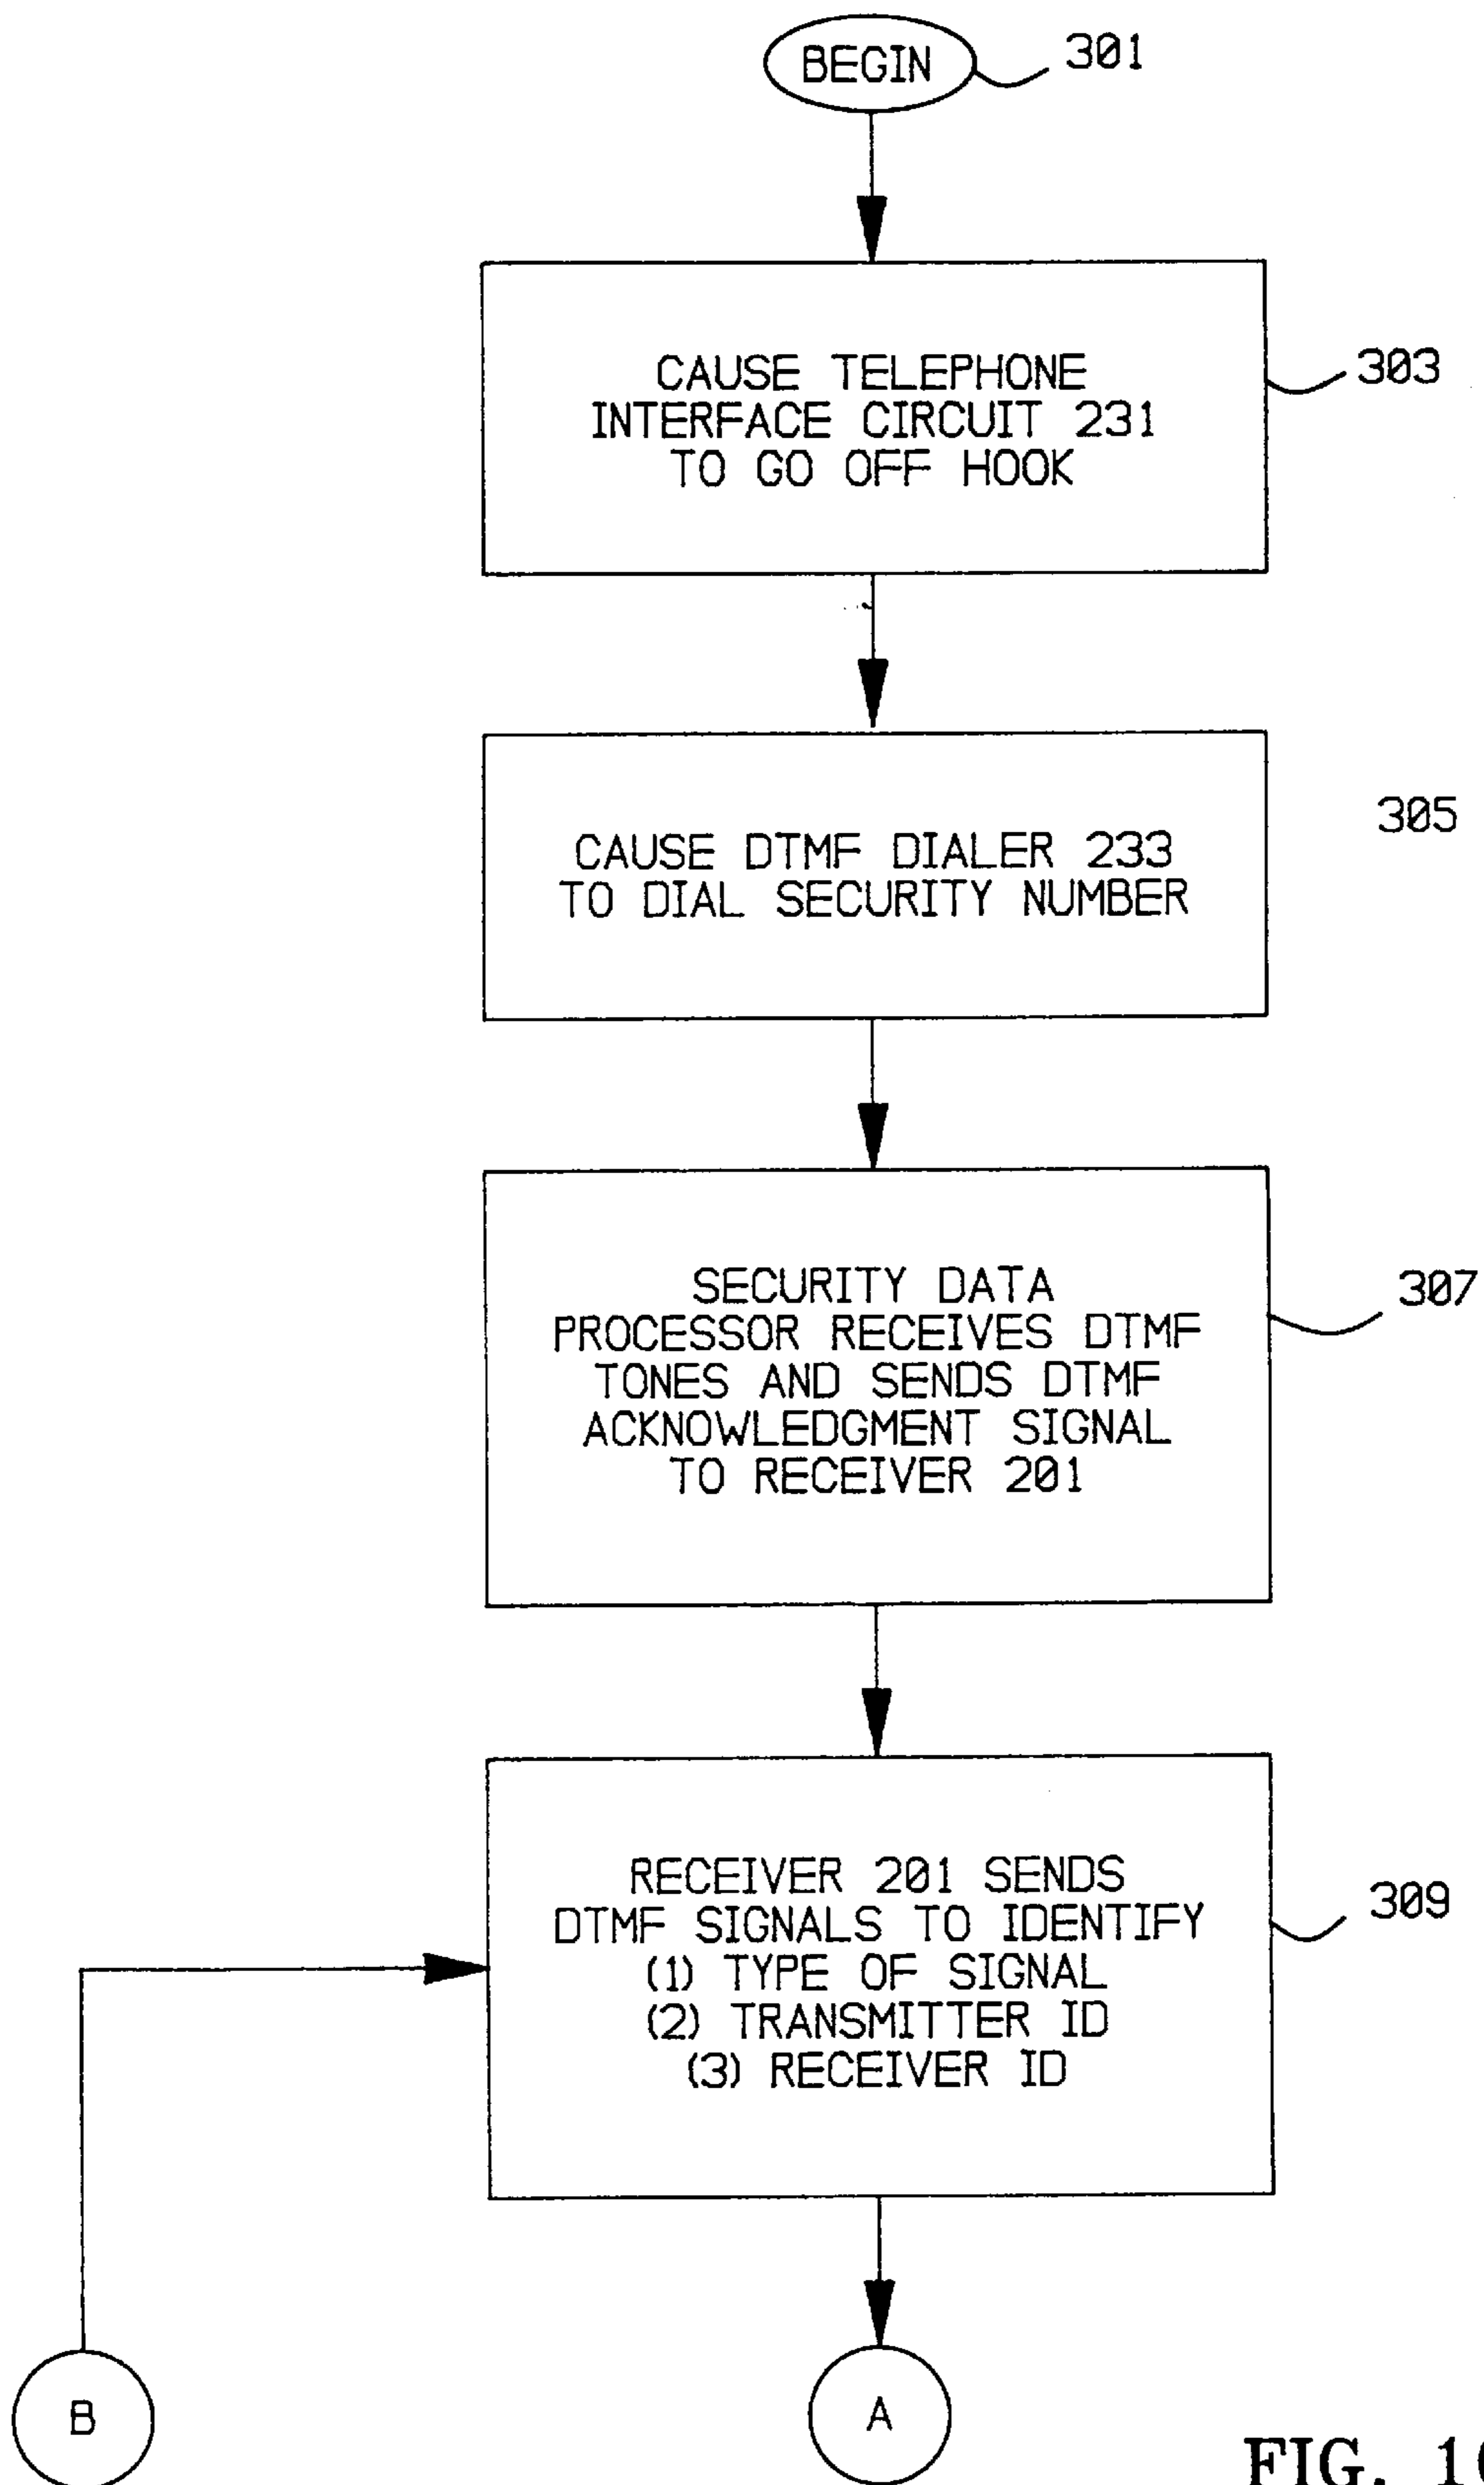 BEGIN
301
CAUSE TELEPHONE
INTERFACE CIRCUIT 231
TO GO OFF HOOK
303
305
CAUSE DTMF DIALER 233
TO DIAL SECURITY NUMBER
SECURITY DATA
PROCESSOR RECEIVES DTMF
TONES AND SENDS DTMF
ACKNOWLEDGMENT SIGNAL
TO RECEIVER 201
307
RECEIVER 201 SENDS
DTMF SIGNALS TO IDENTIFY
(1) TYPE OF SIGNAL
(2) TRANSMITTER ID
(3) RECEIVER ID
309
B
A
FIG.